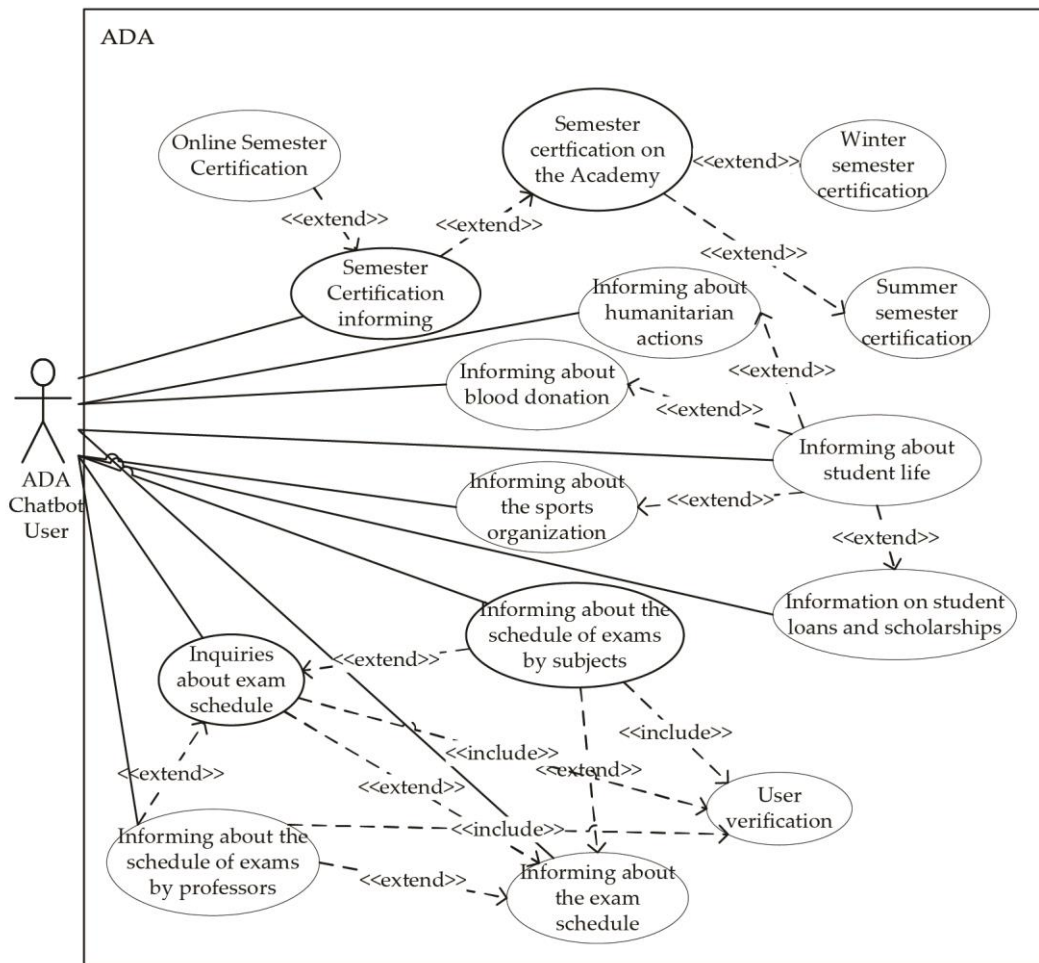 ADA
Online Semester
Certification
Semester
certfication on
the Academy
<<extend>>
Winter
semester
certification
<<extend>>
<<extend>>
<<extend>>
Semester
Certification
informing
Informing about
humanitarian
actions
Summer
semester
certification
Informing about
blood donation
<<extend>>
<<extend>>
Informing about
student life
ADA
Chatbot
User
Informing about
the sports
organization
<<extend>>
<<extend>>
Informing about the
schedule of exams
by subjects
Information on student
loans and scholarships
Inquiries
about exam
schedule
<<extend>>
<<include>>
<<include>>
<<extend>>
<<extend>>
<<extend>>
User
verification
Informing about the
schedule of exams
by professors
<<include>>
<<extend>>
Informing about
the exam
schedule